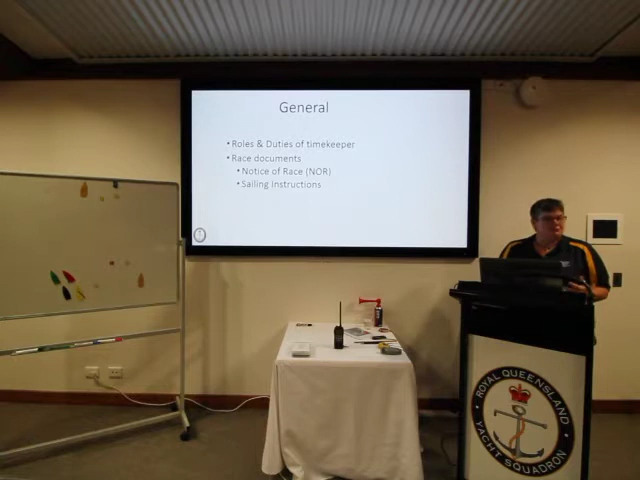 General
• Roles & Duties of timekeeper
• Race documents
• Notice of Race (NOR)
• Sailing Instructions
ROYAL QUEENSLAND
YACHT SQUADRON